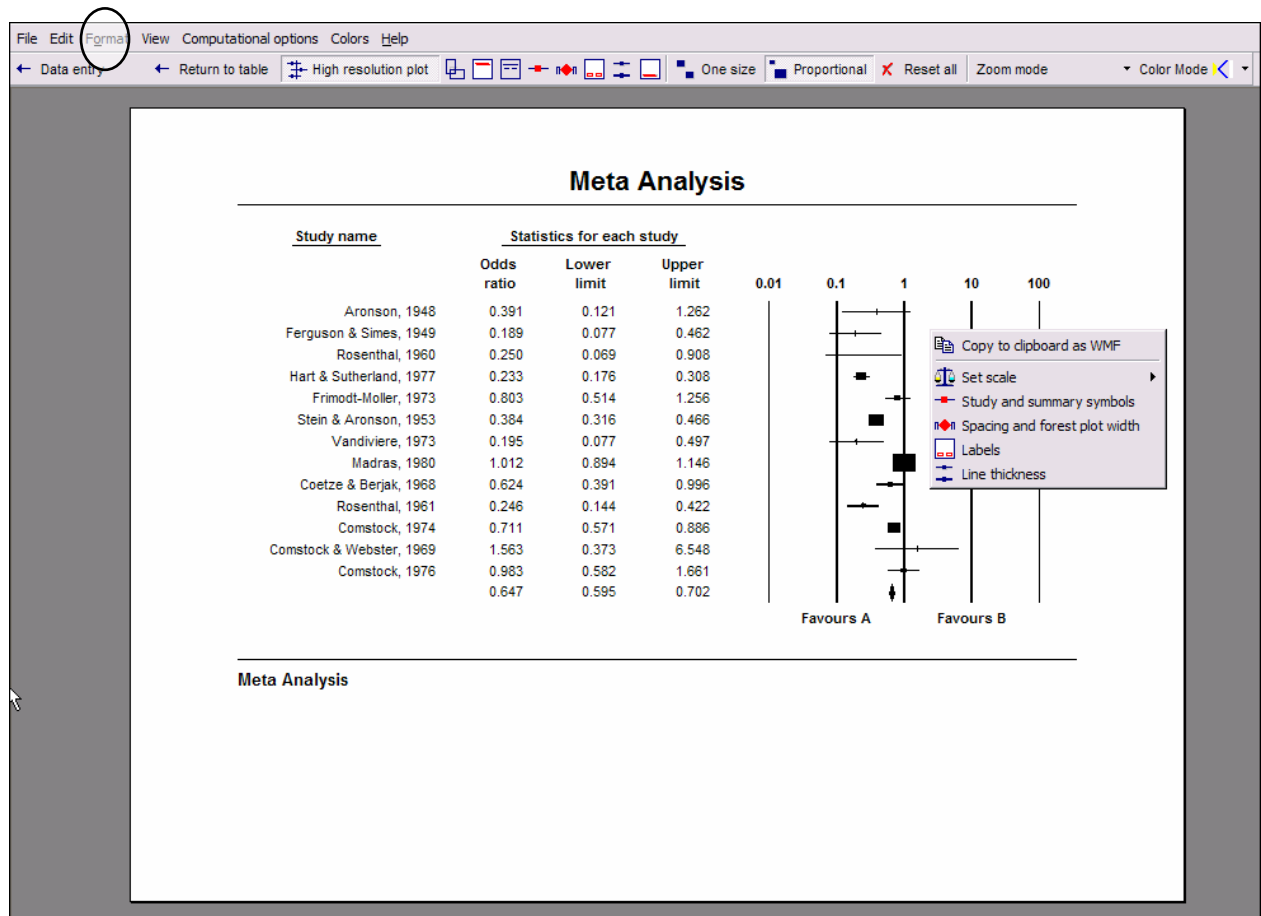 File Edit Format View Computational options Colors Help
← Data entry ← Return to table High resolution plot One size Proportional Reset all Zoom mode Color Mode
Meta Analysis
Study name Statistics for each study
Odds Lower Upper
ratio limit limit 0.01 0.1 1 10 100
Aronson, 1948 0.391 0.121 1.262
Ferguson & Simes, 1949 0.189 0.077 0.462
Rosenthal, 1960 0.250 0.069 0.908
Hart & Sutherland, 1977 0.233 0.176 0.308
Frimodt-Moller, 1973 0.803 0.514 1.256
Stein & Aronson, 1953 0.384 0.316 0.466
Vandiviere, 1973 0.195 0.077 0.497
Madras, 1980 1.012 0.894 1.146
Coetze & Berjak, 1968 0.624 0.391 0.996
Rosenthal, 1961 0.246 0.144 0.422
Comstock, 1974 0.711 0.571 0.886
Comstock & Webster, 1969 1.563 0.373 6.548
Comstock, 1976 0.983 0.582 1.661
0.647 0.595 0.702
Copy to clipboard as WMF
Set scale
Study and summary symbols
Spacing and forest plot width
Labels
Line thickness
Favours A Favours B
Meta Analysis